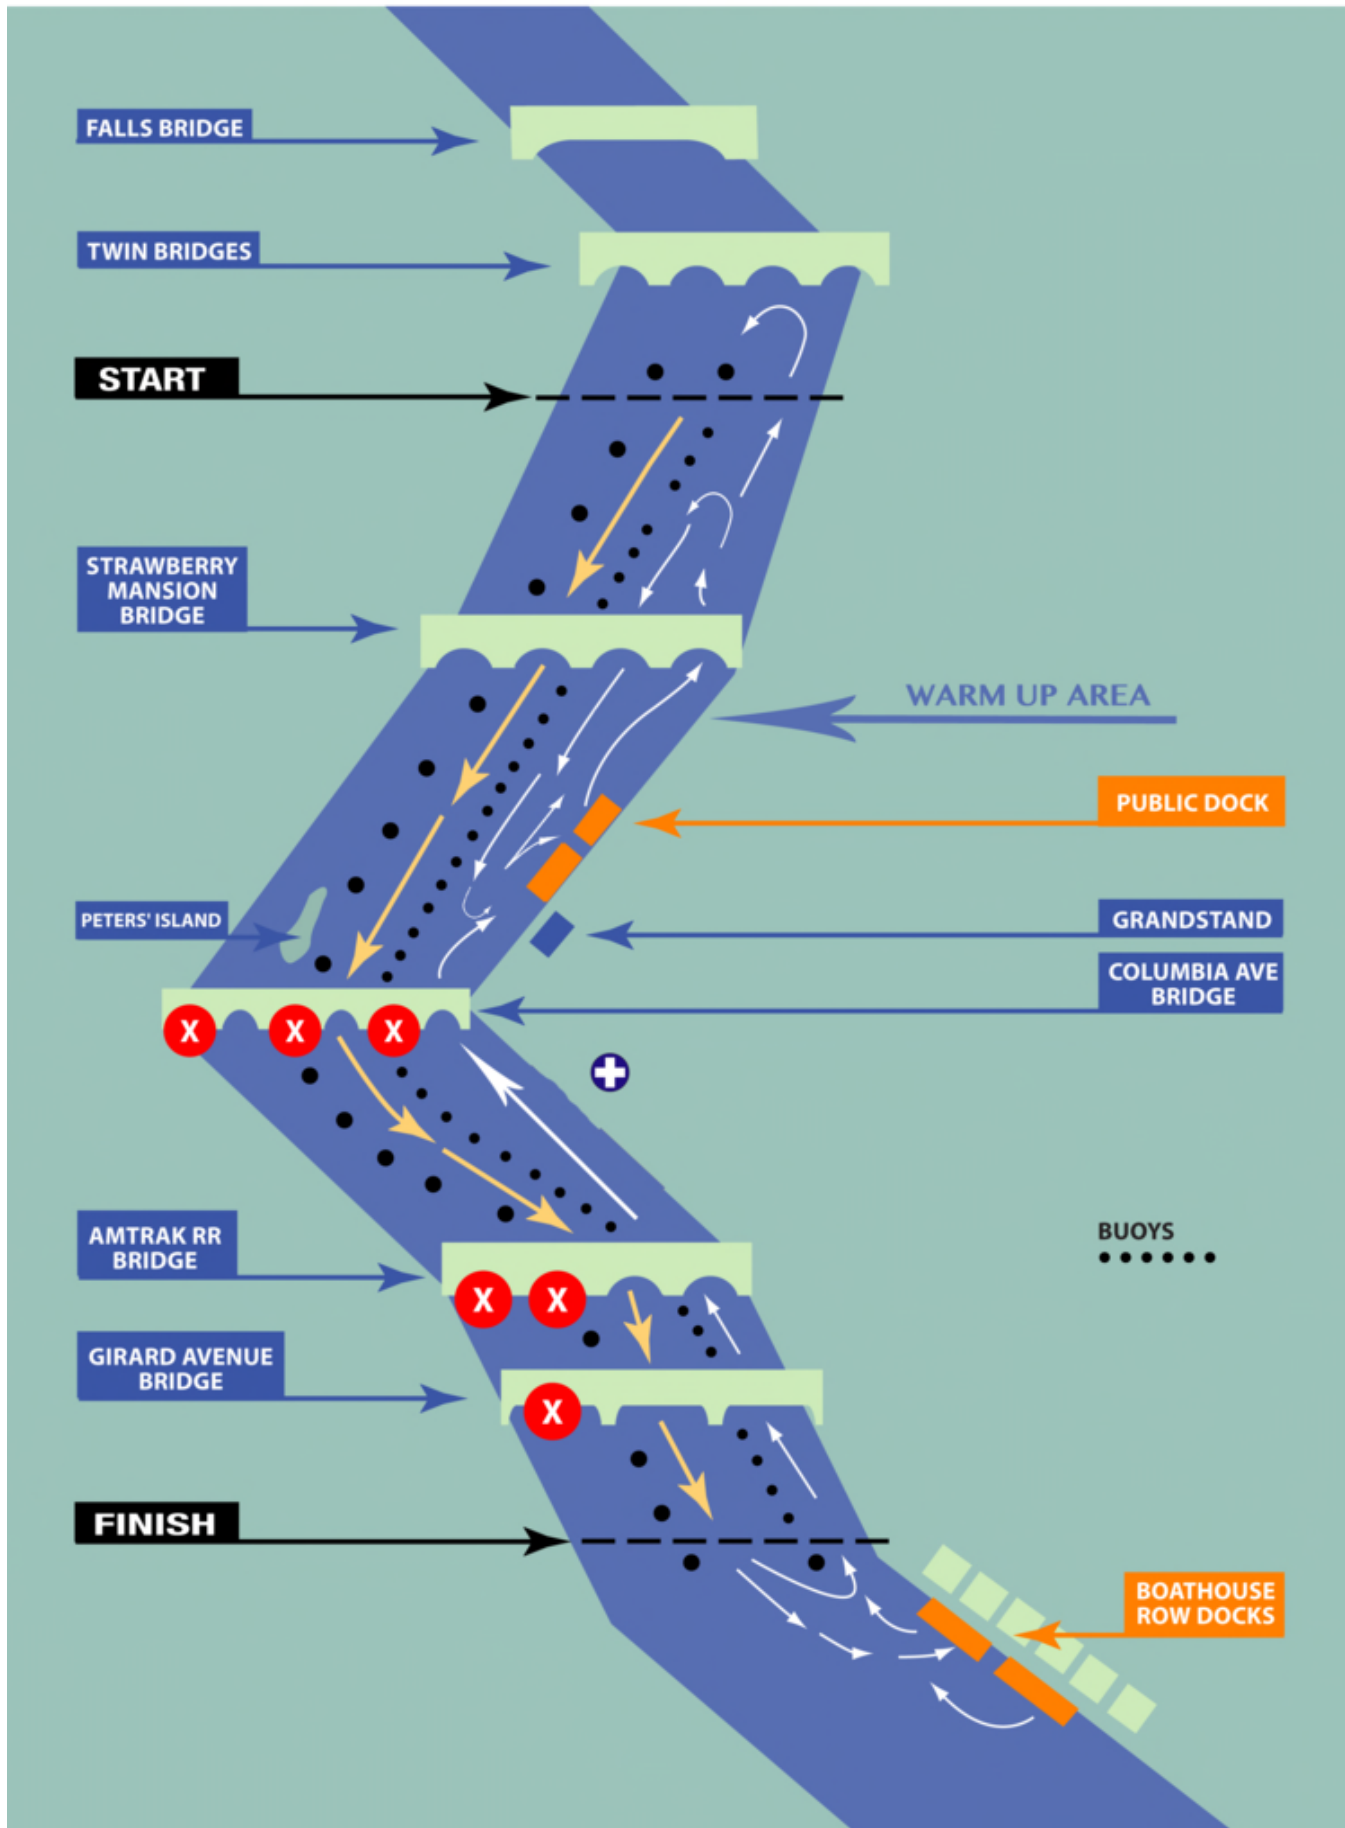 FALLS BRIDGE
TWIN BRIDGES
START
STRAWBERRY
MANSION
BRIDGE
WARM UP AREA
PUBLIC DOCK
PETERS' ISLAND
GRANDSTAND
COLUMBIA AVE
BRIDGE
X X X
BUOYS
AMTRAK RR
BRIDGE
X X
GIRARD AVENUE
BRIDGE
X
FINISH
BOATHOUSE
ROW DOCKS